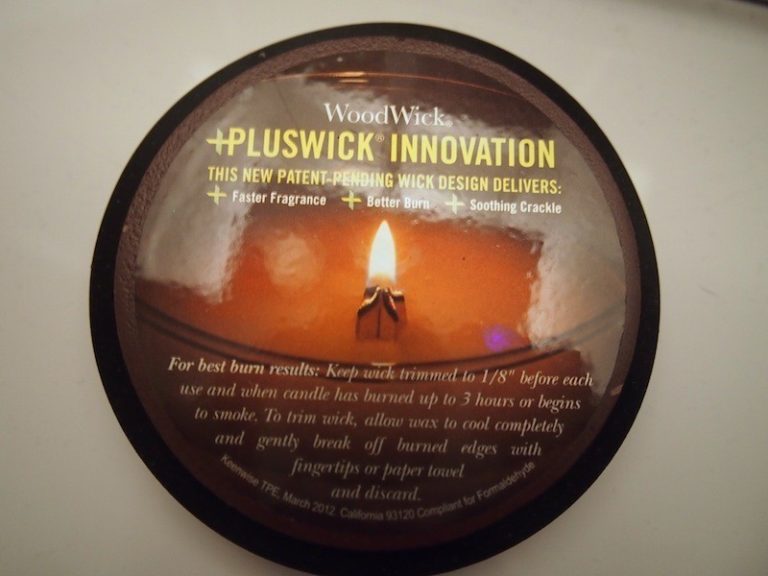 WoodWick®
+PLUSWICK® INNOVATION
THIS NEW PATENT-PENDING WICK DESIGN DELIVERS:
+ Faster Fragrance + Better Burn + Soothing Crackle
For best burn results: Keep wick trimmed to 1/8" before each
use and when candle has burned up to 3 hours or begins
to smoke. To trim wick, allow wax to cool completely
and gently break off burned edges with
fingertips or paper towel
and discard.
Keenwise TPE, March 2012 California 93120 Compliant for Formaldehyde